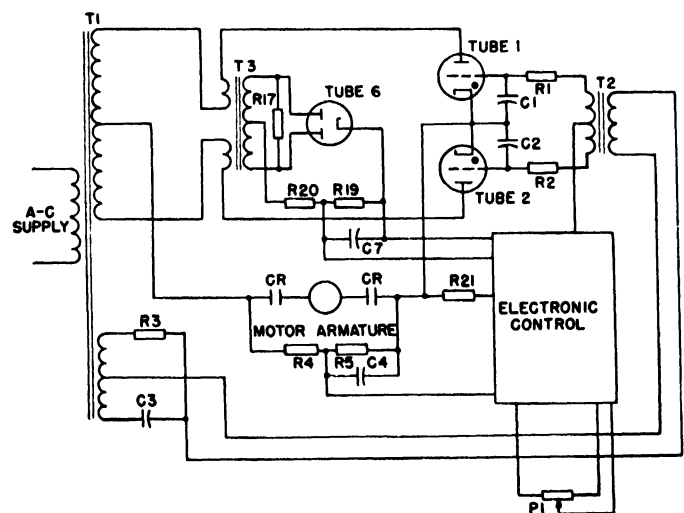 T1
T3
R17
TUBE 6
TUBE 1
R1
T2
C1
C2
R2
TUBE 2
R20
R19
C7
A-C
SUPPLY
CR
CR
R21
MOTOR ARMATURE
ELECTRONIC
CONTROL
R4
R5
C4
R3
C3
P1